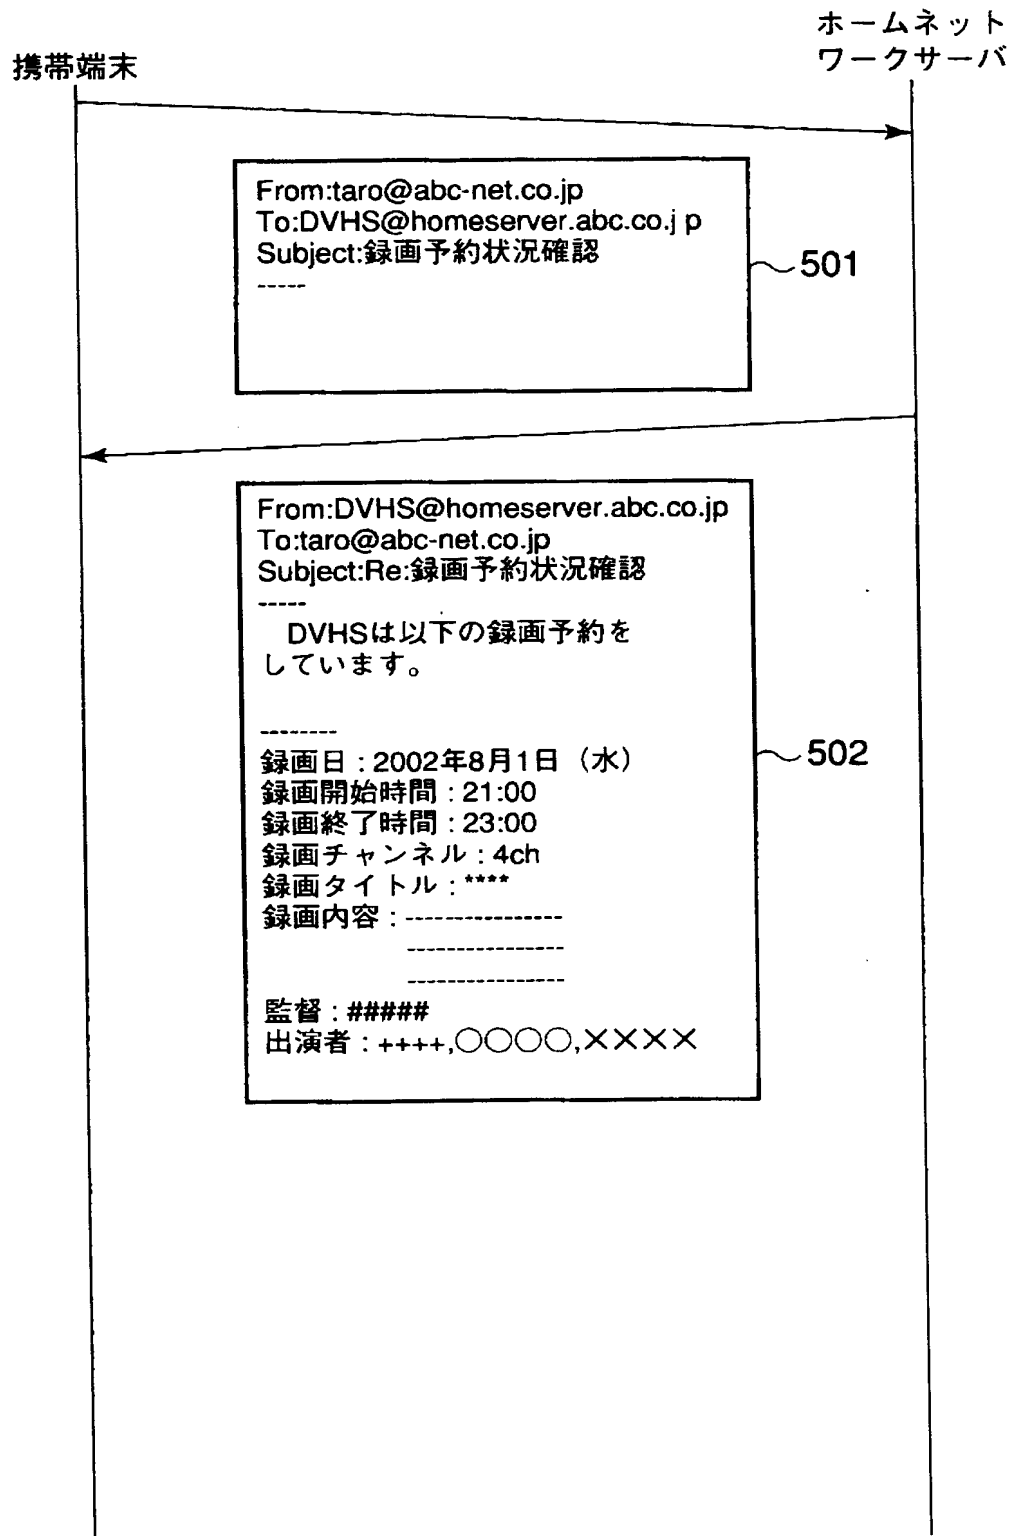 携帯端末
ホームネット
ワークサーバ
From:taro@abc-net.co.jp
To:DVHS@homeserver.abc.co.j p
Subject:録画予約状況確認
-----
501
From:DVHS@homeserver.abc.co.jp
To:taro@abc-net.co.jp
Subject:Re:録画予約状況確認
-----
DVHSは以下の録画予約を
しています。
--------
録画日:2002年8月1日(水)
録画開始時間:21:00
録画終了時間:23:00
録画チャンネル:4ch
録画タイトル:****
録画内容:----------------
----------------
----------------
監督:#####
出演者:++++,○○○○,××××
502